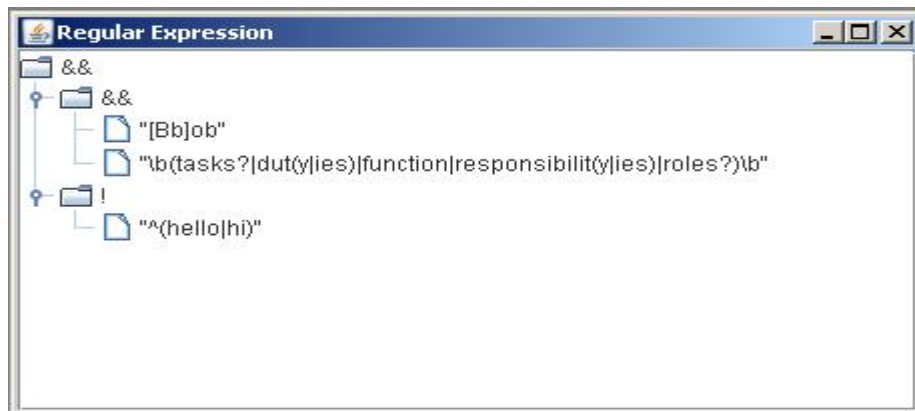 Regular Expression
&&
&&
"[Bb]ob"
"\b(tasks?|dut(y|ies)|function|responsibilit(y|ies)|roles?)\b"
!
"^(hello|hi)"